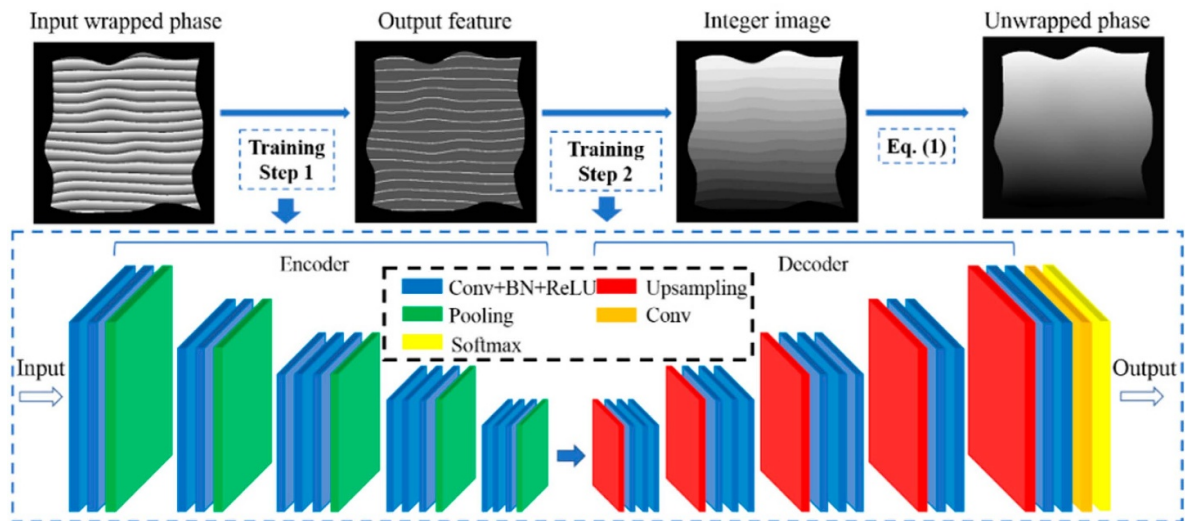 Input wrapped phase
Output feature
Integer image
Unwrapped phase
Training
Step 1
Training
Step 2
Eq. (1)
Encoder
Decoder
Conv+BN+ReLU
Upsampling
Pooling
Conv
Softmax
Input
Output